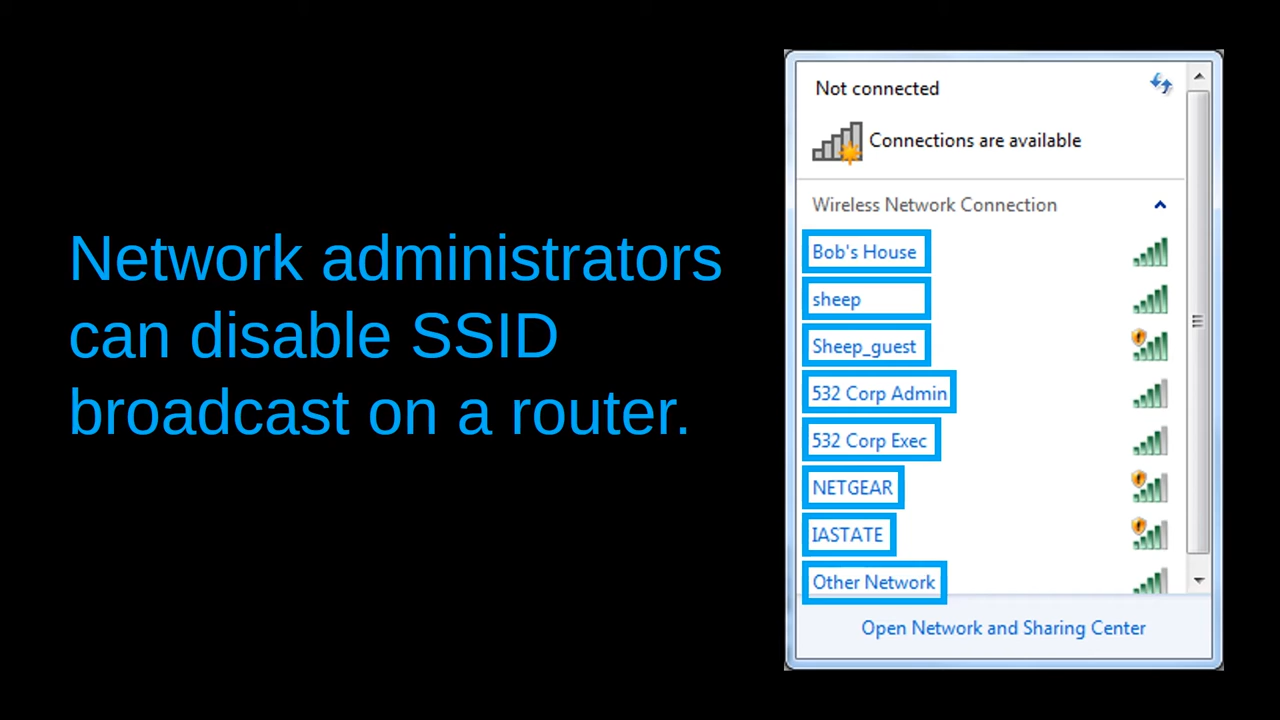 Network administrators
can disable SSID
broadcast on a router.
Not connected
Connections are available
Wireless Network Connection
Bob's House
sheep
Sheep_guest
532 Corp Admin
532 Corp Exec
NETGEAR
IASTATE
Other Network
Open Network and Sharing Center